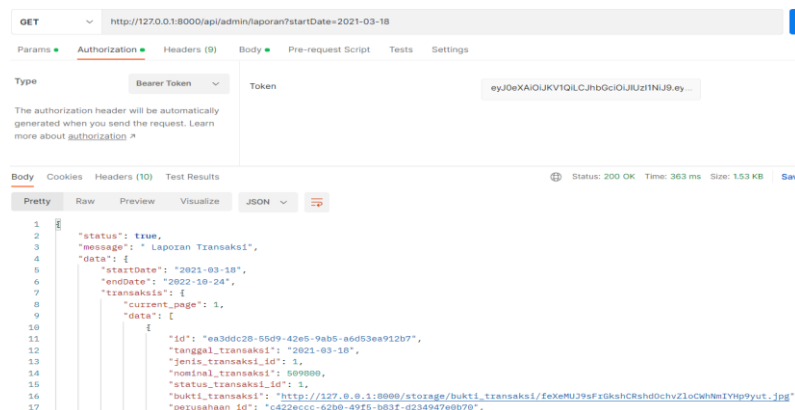 GET http://127.0.0.1:8000/api/admin/laporan?startDate=2021-03-18
Params Authorization Headers (9) Body Pre-request Script Tests Settings
Type Bearer Token Token eyJ0eXAiOiJKV1QiLCJhbGciOiJIUzI1NiJ9.ey...
The authorization header will be automatically
generated when you send the request. Learn
more about authorization ↗
Body Cookies Headers (10) Test Results Status: 200 OK Time: 363 ms Size: 1.53 KB Sav
Pretty Raw Preview Visualize JSON
1 {
2 "status": true,
3 "message": " Laporan Transaksi",
4 "data": {
5 "startDate": "2021-03-18",
6 "endDate": "2022-10-24",
7 "transaksis": {
8 "current_page": 1,
9 "data": [
10 {
11 "id": "ea3ddc28-55d9-42e5-9ab5-a6d53ea912b7",
12 "tanggal_transaksi": "2021-03-18",
13 "jenis_transaksi_id": 1,
14 "nominal_transaksi": 509800,
15 "status_transaksi_id": 1,
16 "bukti_transaksi": "http://127.0.0.1:8000/storage/bukti_transaksi/feXeMUJ9sFrGkshCRshdOchvZloCWhNmIYHp9yut.jpg"
17 "perusahaan_id": "c422eccc-62b0-49f5-b83f-d234947e0b70",